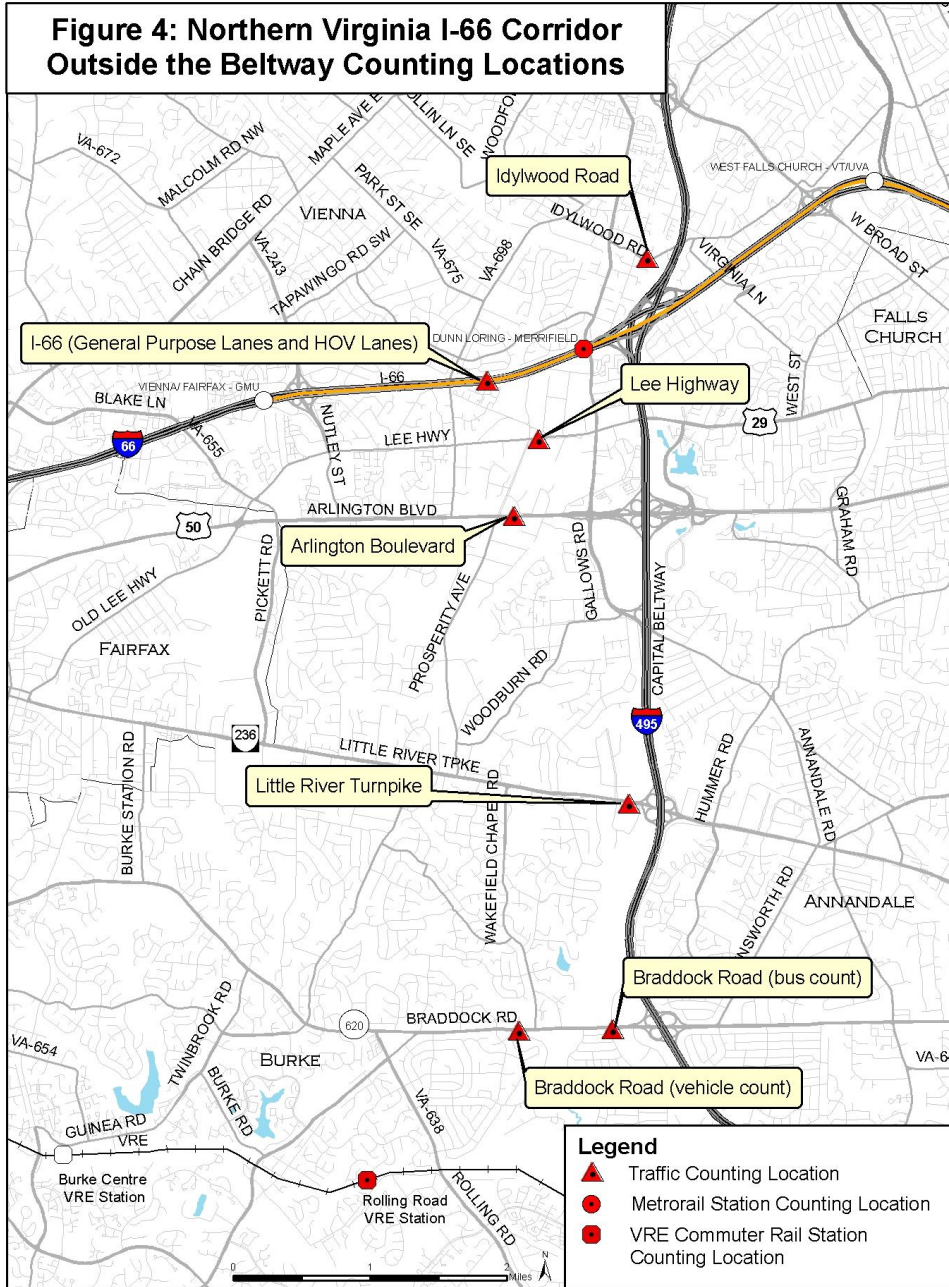 Figure 4: Northern Virginia I-66 Corridor
Outside the Beltway Counting Locations
OLLIN LN SE
MAPLE AVE E
VA-672
MALCOLM RD NW
WEST FALLS CHURCH - VT/UVA
Idylwood Road
PARK ST SE
VIENNA
CHAIN BRIDGE RD
VA-243
TAPAWINGO RD SW
VA-675
VA-698
IDYLWOOD RD
VIRGINIA LN
W BROAD ST
FALLS
CHURCH
I-66 (General Purpose Lanes and HOV Lanes)
DUNN LORING - MERRIFIELD
VIENNA/ FAIRFAX - GMU
I-66
Lee Highway
WEST ST
BLAKE LN
NUTLEY ST
LEE HWY
29
66
VA-655
50
ARLINGTON BLVD
Arlington Boulevard
GRAHAM RD
OLD LEE HWY
PICKETT RD
GALLOWS RD
PROSPERITY AVE
CAPITAL BELTWAY
FAIRFAX
WOODBURN RD
495
236
LITTLE RIVER TPKE
BURKE STATION RD
HUMMER RD
ANNANDALE RD
Little River Turnpike
WAKEFIELD CHAPEL RD
NSWORTH RD
ANNANDALE
Braddock Road (bus count)
620
BRADDOCK RD
TWINBROOK RD
VA-654
BURKE
VA-6
Braddock Road (vehicle count)
BURKE RD
VA-638
GUINEA RD
VRE
Burke Centre
VRE Station
Rolling Road
VRE Station
ROLLING RD
Legend
Traffic Counting Location
Metrorail Station Counting Location
VRE Commuter Rail Station
Counting Location
0 1 2
Miles
N